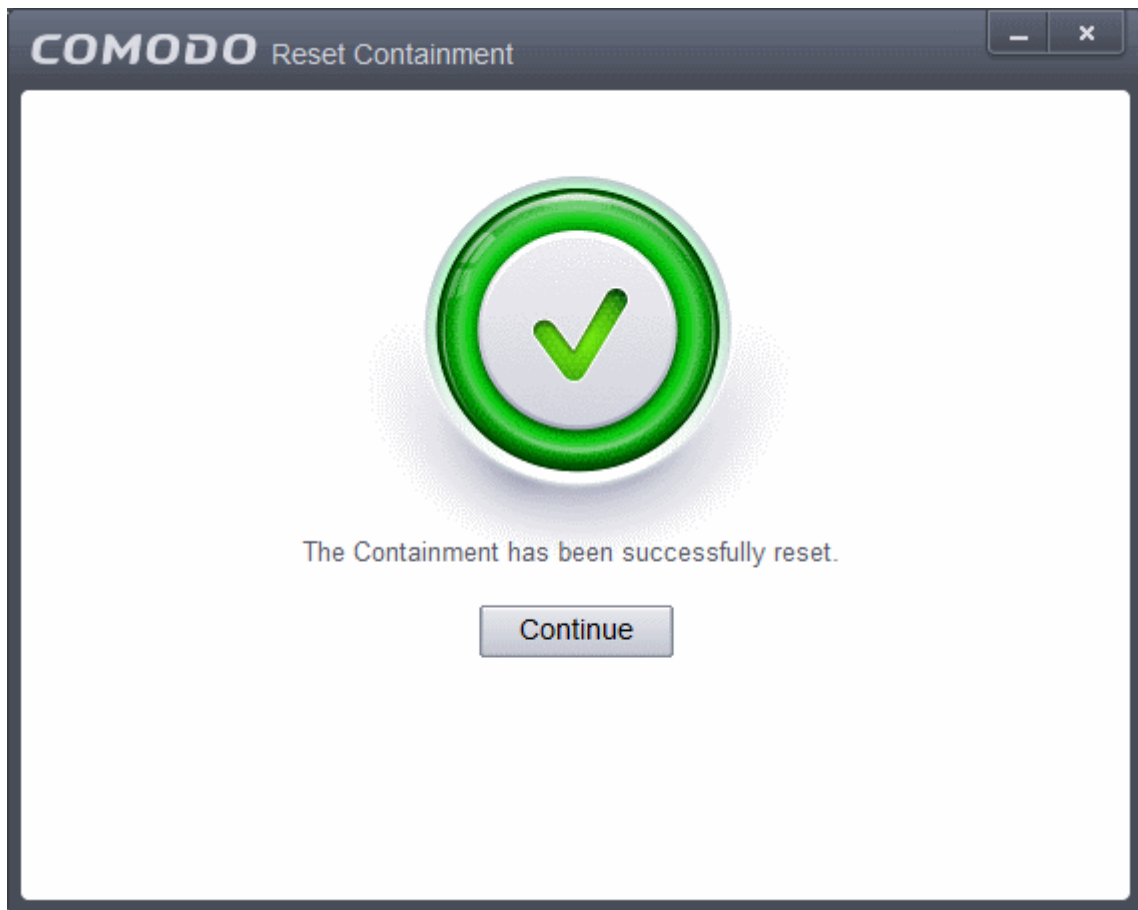 COMODO Reset Containment
The Containment has been successfully reset.
Continue